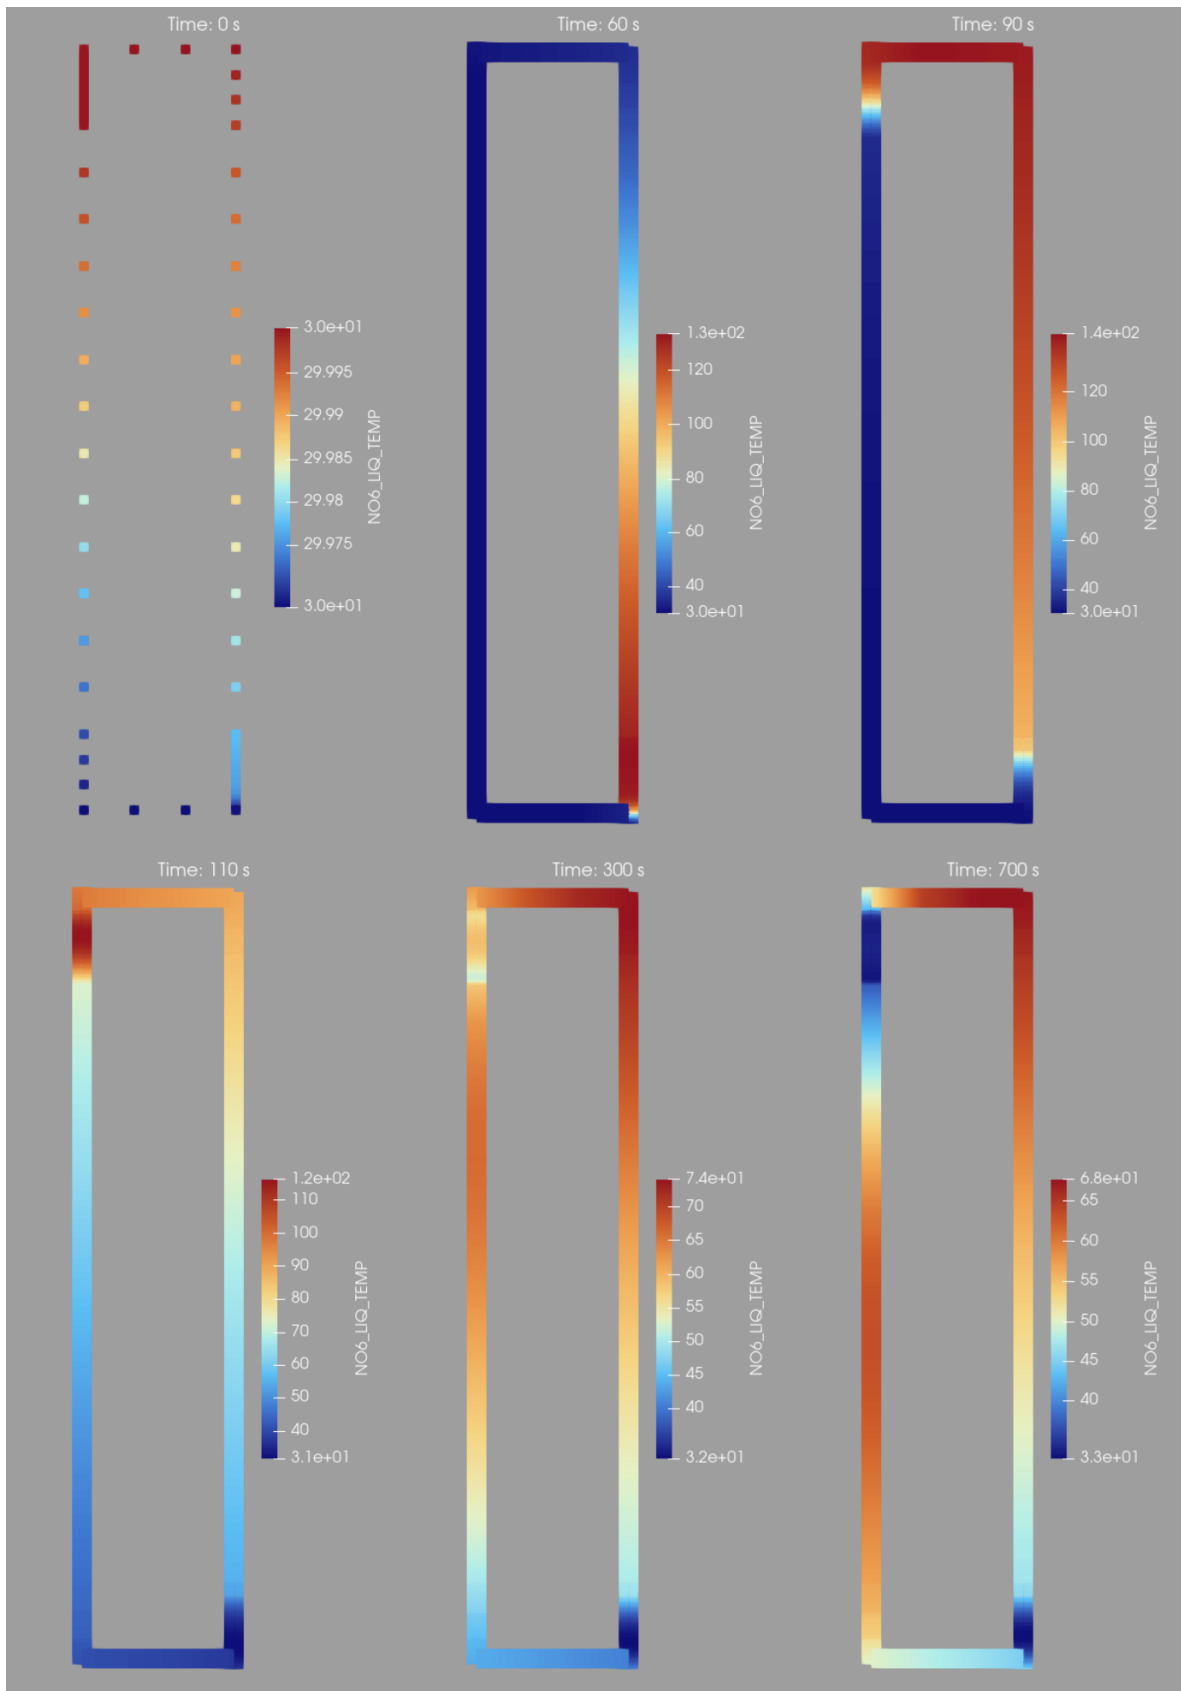 Time: 0 s
3.0e+01
29.995
29.99
29.985
29.98
29.975
3.0e+01
NO6_LIQ_TEMP
Time: 60 s
1.3e+02
120
100
80
60
40
3.0e+01
NO6_LIQ_TEMP
Time: 90 s
1.4e+02
120
100
80
60
40
3.0e+01
NO6_LIQ_TEMP
Time: 110 s
1.2e+02
110
100
90
80
70
60
50
40
3.1e+01
NO6_LIQ_TEMP
Time: 300 s
7.4e+01
70
65
60
55
50
45
40
3.2e+01
NO6_LIQ_TEMP
Time: 700 s
6.8e+01
65
60
55
50
45
40
3.3e+01
NO6_LIQ_TEMP